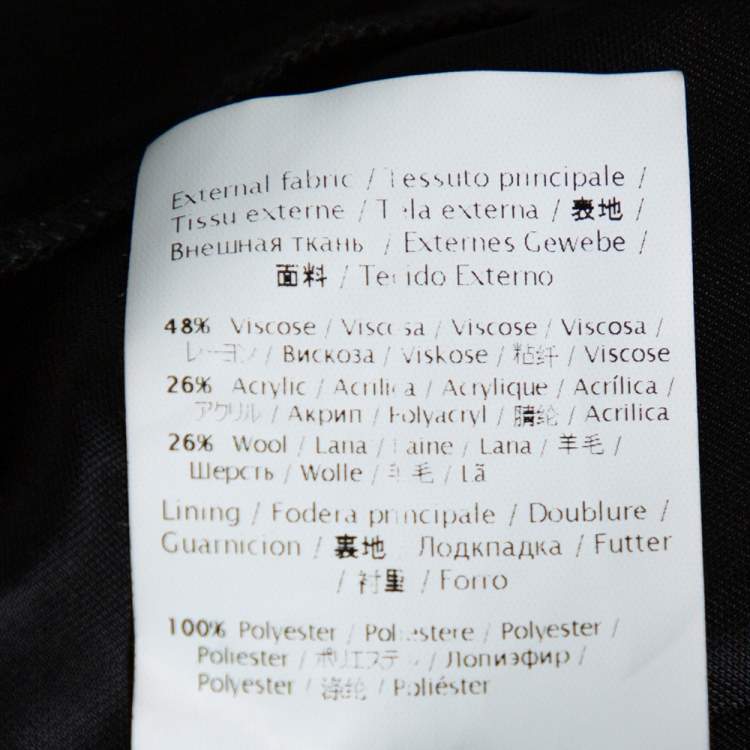 External fabric / Tessuto principale /
Tissu externe / Tela externa / 表地 /
Внешная ткань / Externes Gewebe /
面料 / Tecido Externo
48% Viscose / Viscosa / Viscose / Viscosa /
レーヨン / Вискоза / Viskose / 粘纤 / Viscose
26% Acrylic / Acrilica / Acrylique / Acrílica /
アクリル / Акрил / Polyacryl / 腈纶 / Acrilica
26% Wool / Lana / Laine / Lana / 羊毛 /
Шерсть / Wolle / 羊毛 / Lã
Lining / Fodera principale / Doublure /
Guarnicion / 裏地 Лодкладка / Futter
/ 衬里 / Forro
100% Polyester / Poliestere / Polyester /
Poliester / ポリエステル / Лопиэфир /
Polyester / 涤纶 / Poliéster